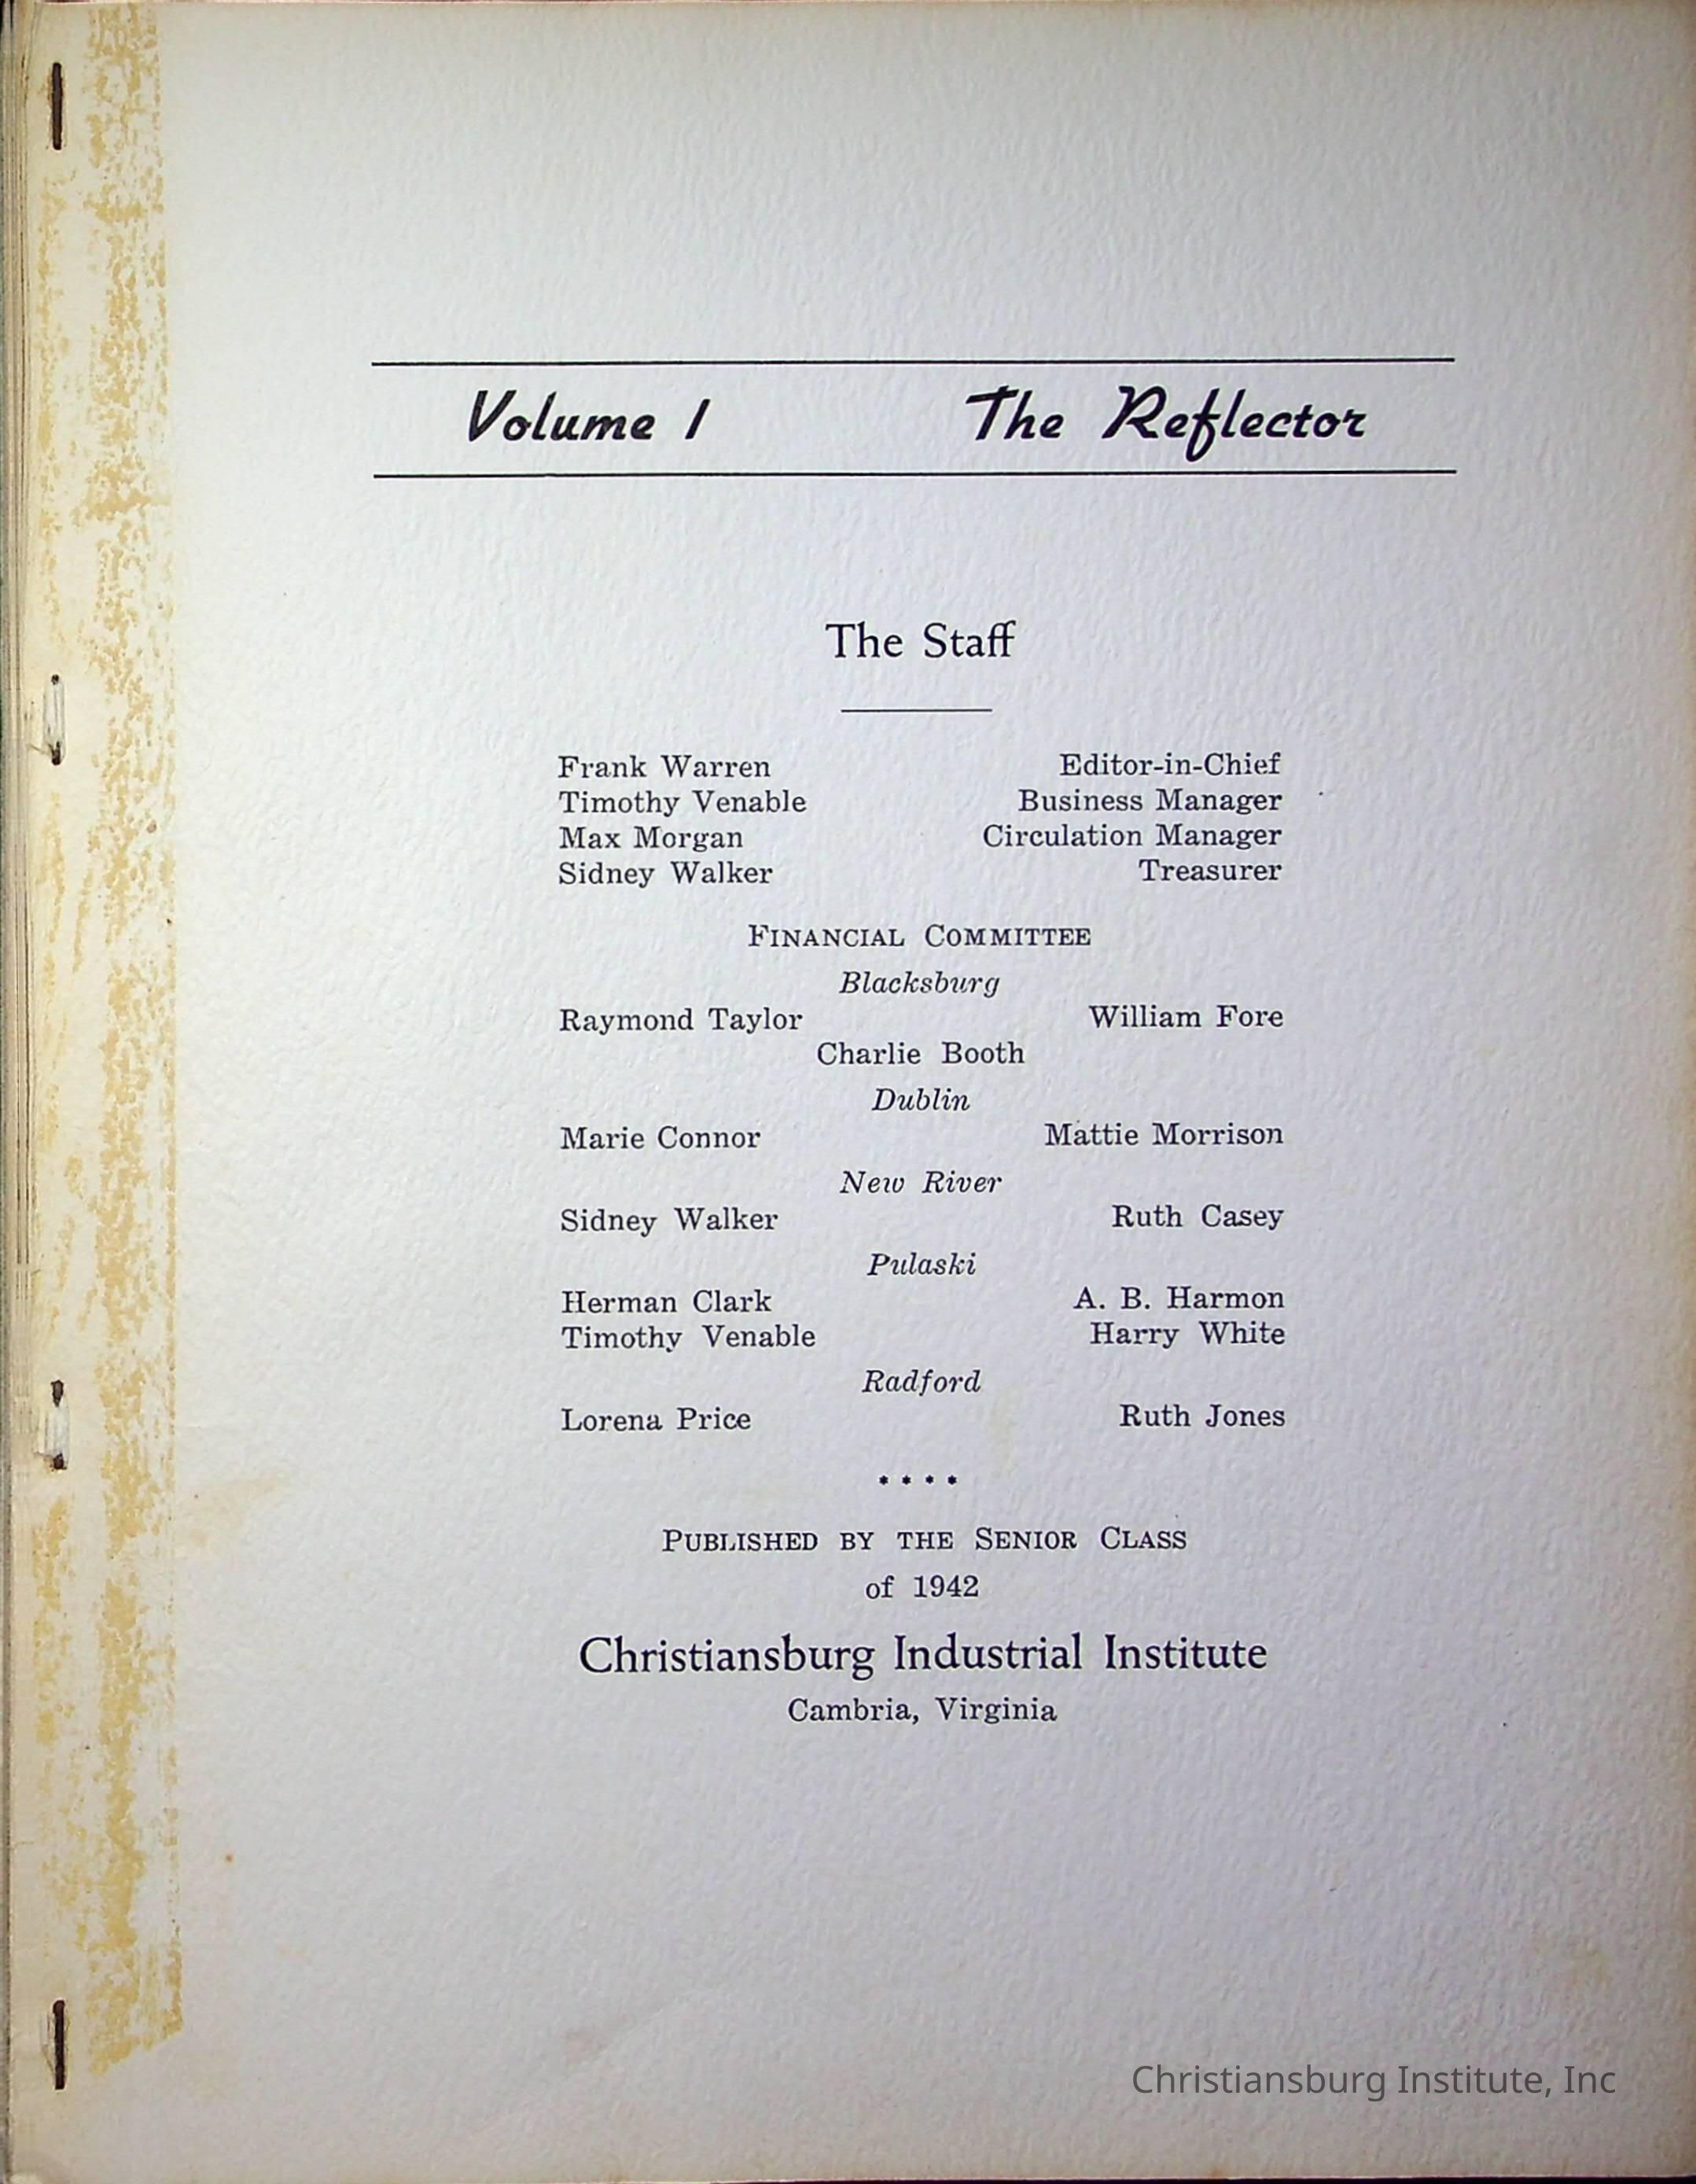 Volume 1 The Reflector
The Staff
Frank Warren Editor-in-Chief
Timothy Venable Business Manager
Max Morgan Circulation Manager
Sidney Walker Treasurer
FINANCIAL COMMITTEE
Blacksburg
Raymond Taylor William Fore
Charlie Booth
Dublin
Marie Connor Mattie Morrison
New River
Sidney Walker Ruth Casey
Pulaski
Herman Clark A. B. Harmon
Timothy Venable Harry White
Radford
Lorena Price Ruth Jones
* * * *
PUBLISHED BY THE SENIOR CLASS
of 1942
Christiansburg Industrial Institute
Cambria, Virginia
Christiansburg Institute, Inc